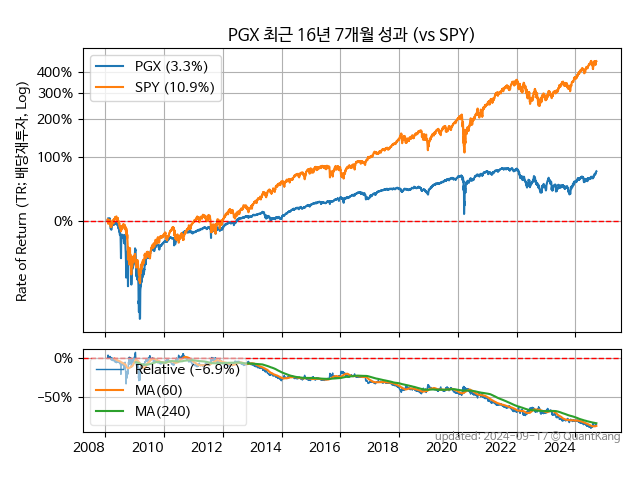 PGX 최근 16년 7개월 성과 (vs SPY)
PGX (3.3%)
SPY (10.9%)
400%
300%
200%
100%
0%
Rate of Return (TR: 배당재투자, Log)
0%
−50%
Relative (−6.9%)
MA(60)
MA(240)
2008 2010 2012 2014 2016 2018 2020 2022 2024
updated: 2024-09-17 © QuantKang